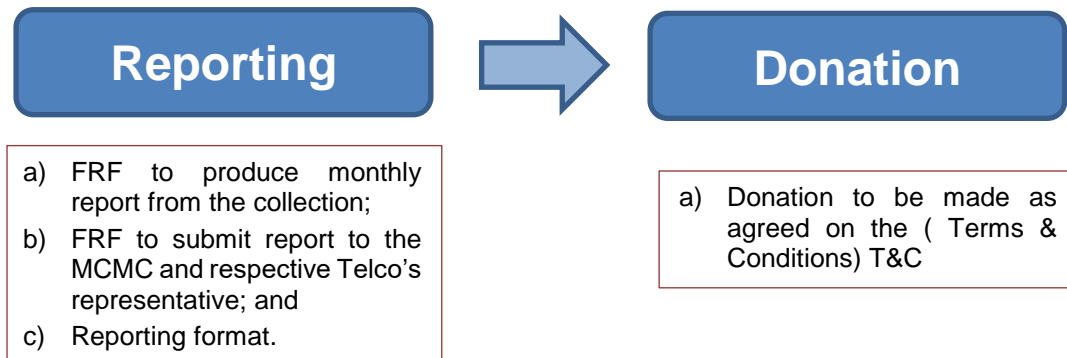 Reporting
Donation
a) FRF to produce monthly
report from the collection;
b) FRF to submit report to the
MCMC and respective Telco's
representative; and
c) Reporting format.
a) Donation to be made as
agreed on the ( Terms &
Conditions) T&C